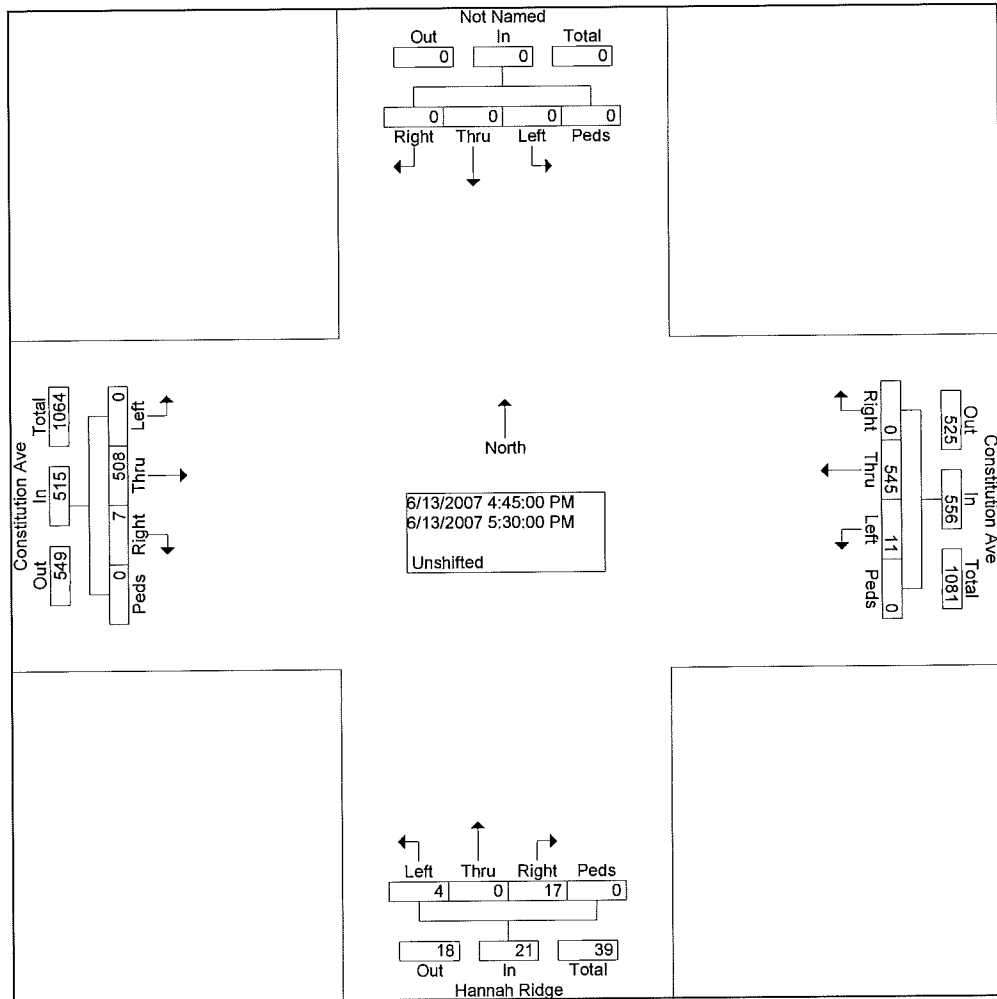 Not Named
Out In Total
0 0 0
0 0 0 0
Right Thru Left Peds
Constitution Ave
Total In Out
1064 515 549
0 508 7 0
Left Thru Right Peds
North
6/13/2007 4:45:00 PM
6/13/2007 5:30:00 PM
Unshifted
Right Thru Left Peds
0 545 11 0
525 556 1081
Out In Total
Constitution Ave
Left Thru Right Peds
4 0 17 0
18 21 39
Out In Total
Hannah Ridge